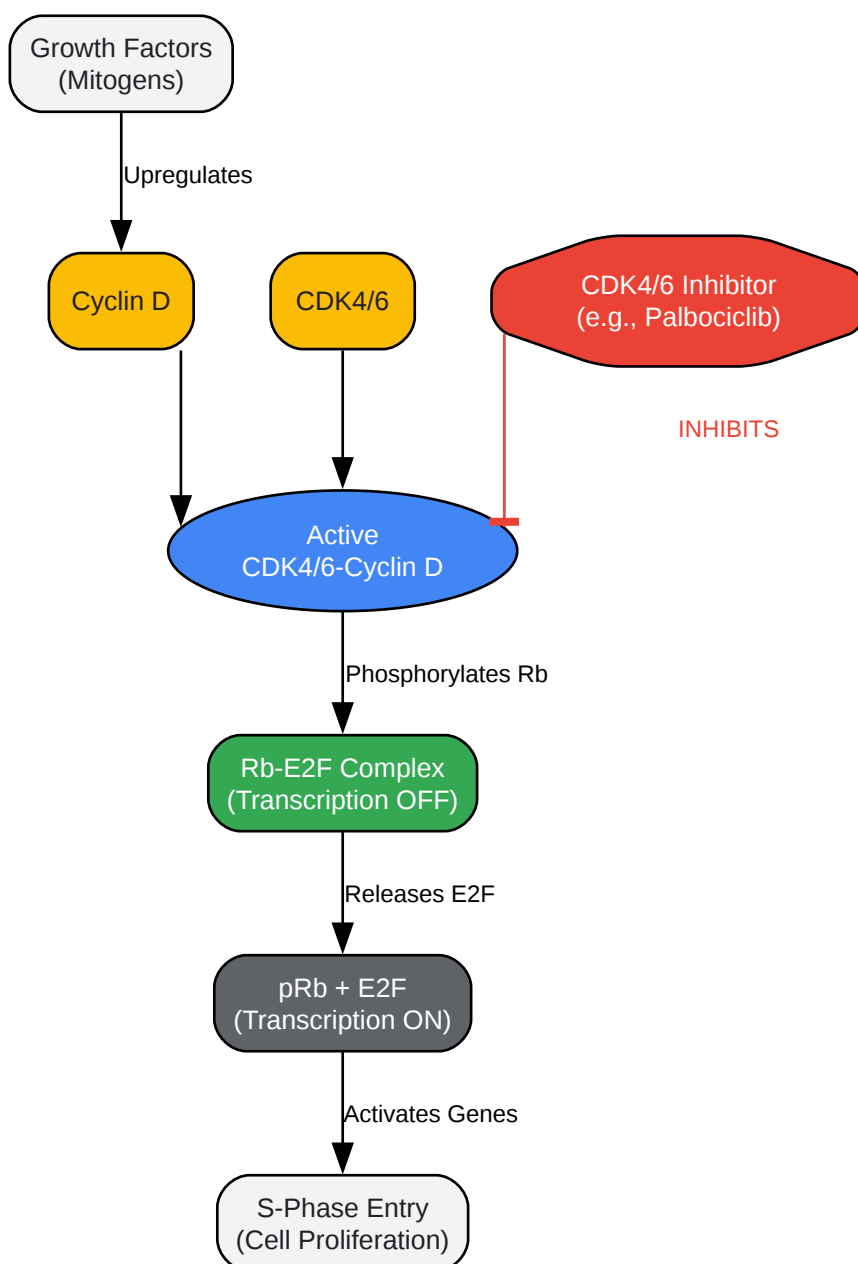 Growth Factors
(Mitogens)
Upregulates
Cyclin D
CDK4/6
CDK4/6 Inhibitor
(e.g., Palbociclib)
INHIBITS
Active
CDK4/6-Cyclin D
Phosphorylates Rb
Rb-E2F Complex
(Transcription OFF)
Releases E2F
pRb + E2F
(Transcription ON)
Activates Genes
S-Phase Entry
(Cell Proliferation)